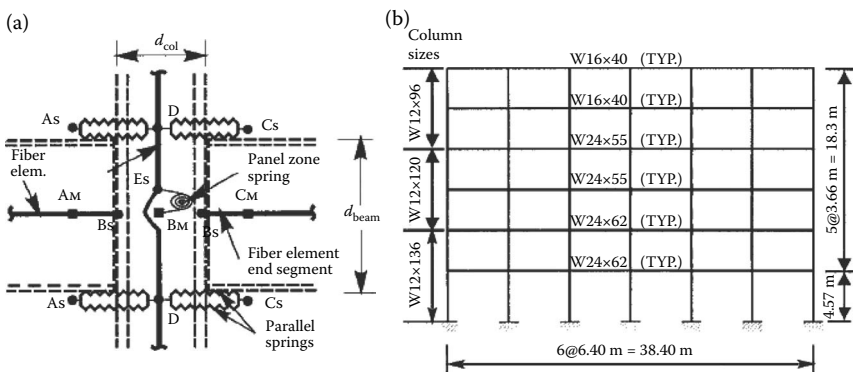 (a)
d_col
As
D
Cs
Fiber
elem.
Es
Panel zone
spring
AM
CM
Bs
BM
Bs
d_beam
Fiber element
end segment
As
D
Cs
Parallel
springs
(b)
Column
sizes
W16×40 (TYP.)
W12×96
W16×40 (TYP.)
W24×55 (TYP.)
W12×120
W24×55 (TYP.)
W24×62 (TYP.)
W12×136
W24×62 (TYP.)
5@3.66 m = 18.3 m
4.57 m
6@6.40 m = 38.40 m